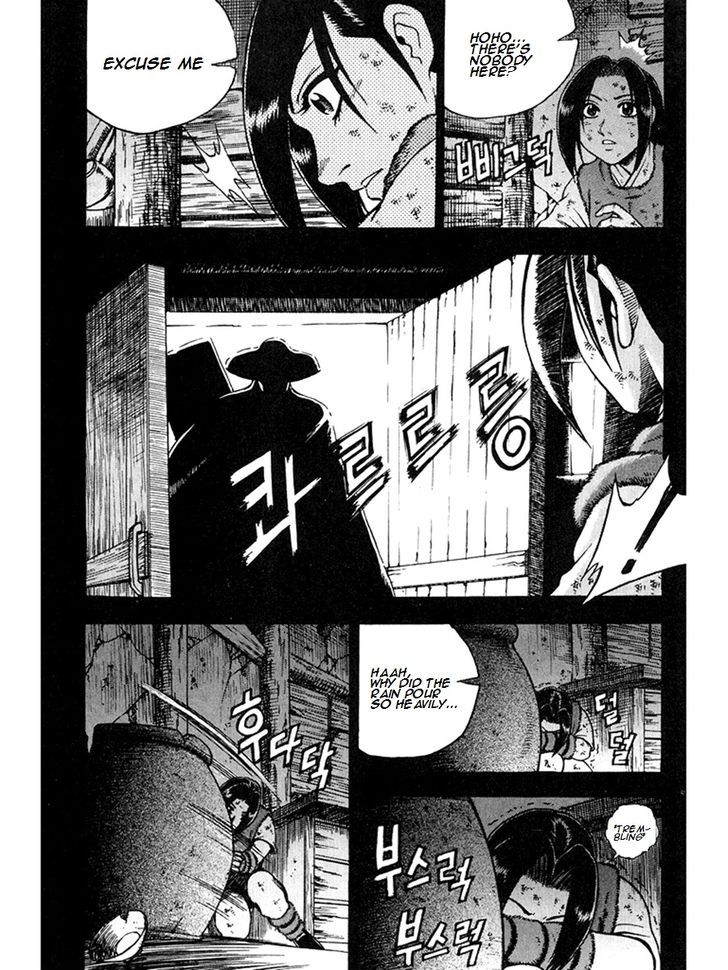 EXCUSE ME
HOHO...
THERE'S
NOBODY
HERE?
삐그덕
콰르르릉
!
후다닥
HAAH,
WHY DID THE
RAIN POUR
SO HEAVILY...
덜
덜
부스럭
부스럭
*TREM-
BLING*